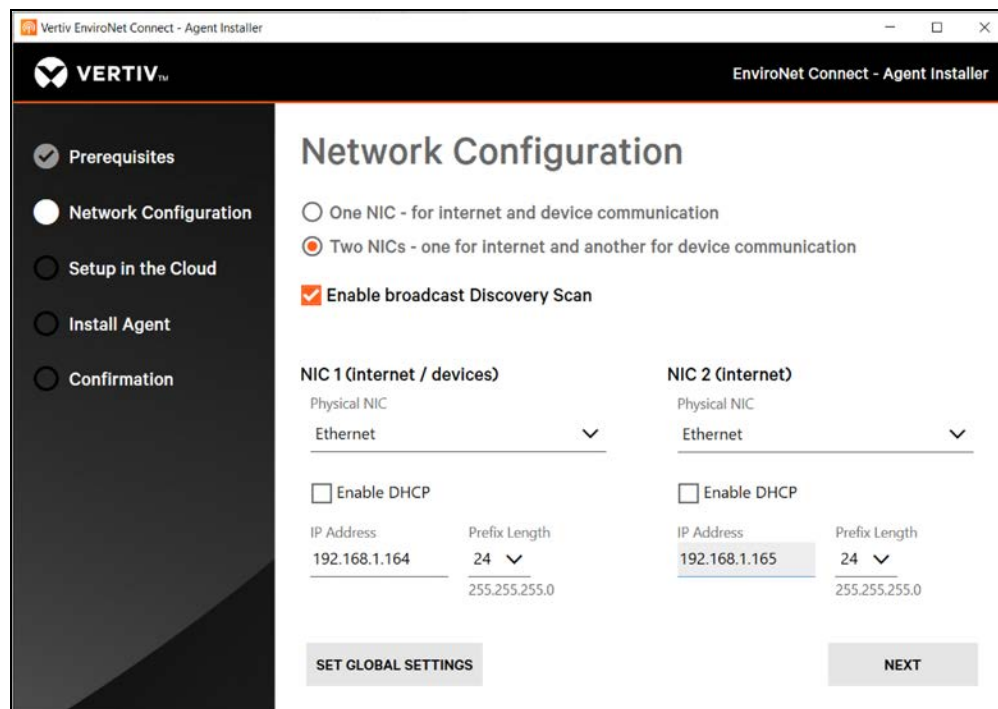 Vertiv EnviroNet Connect - Agent Installer
VERTIV™
EnviroNet Connect - Agent Installer
Prerequisites
Network Configuration
Setup in the Cloud
Install Agent
Confirmation
Network Configuration
One NIC - for internet and device communication
Two NICs - one for internet and another for device communication
Enable broadcast Discovery Scan
NIC 1 (internet / devices)
Physical NIC
Ethernet
Enable DHCP
IP Address
Prefix Length
192.168.1.164
24
255.255.255.0
NIC 2 (internet)
Physical NIC
Ethernet
Enable DHCP
IP Address
Prefix Length
192.168.1.165
24
255.255.255.0
SET GLOBAL SETTINGS
NEXT